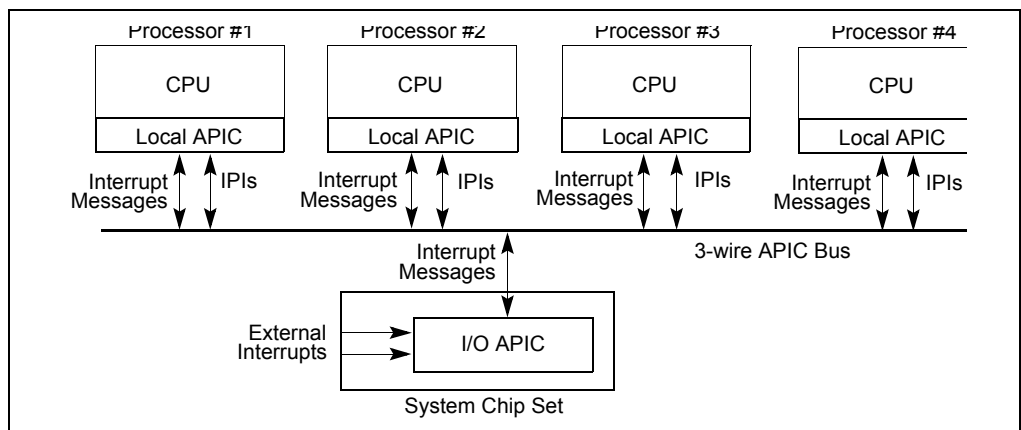 Processor #1
Processor #2
Processor #3
Processor #4
CPU
CPU
CPU
CPU
Local APIC
Local APIC
Local APIC
Local APIC
Interrupt
Messages
IPIs
Interrupt
Messages
IPIs
Interrupt
Messages
IPIs
Interrupt
Messages
IPIs
Interrupt
Messages
3-wire APIC Bus
External
Interrupts
I/O APIC
System Chip Set